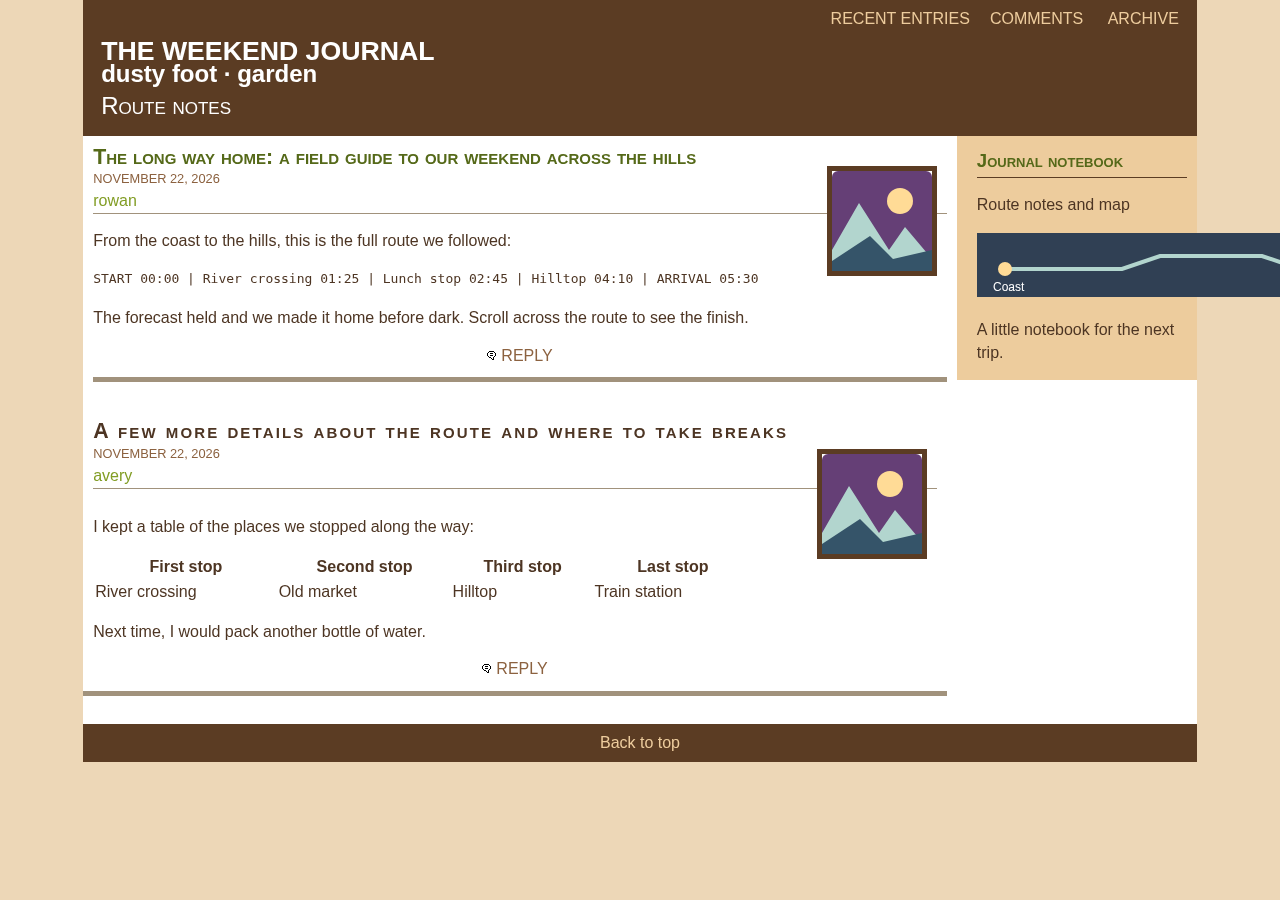 RECENT ENTRIES COMMENTS ARCHIVE
THE WEEKEND JOURNAL
dusty foot · garden
Route notes
The long way home: a field guide to our weekend across the hills
NOVEMBER 22, 2026
rowan
From the coast to the hills, this is the full route we followed:
START 00:00 | River crossing 01:25 | Lunch stop 02:45 | Hilltop 04:10 | ARRIVAL 05:30
The forecast held and we made it home before dark. Scroll across the route to see the finish.
REPLY
A few more details about the route and where to take breaks
NOVEMBER 22, 2026
avery
I kept a table of the places we stopped along the way:
First stop Second stop Third stop Last stop
River crossing Old market Hilltop Train station
Next time, I would pack another bottle of water.
REPLY
Journal notebook
Route notes and map
Coast
A little notebook for the next
trip.
Back to top